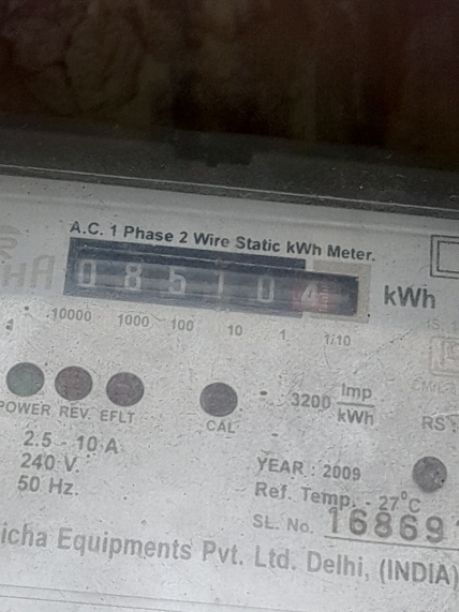 A.C. 1 Phase 2 Wire Static kWh Meter.
0 8 5 1 0 4 kWh
10000 1000 100 10 1 1/10
3200 Imp/kWh
POWER REV. EFLT CAL RS
2.5 - 10 A
240 V.
50 Hz.
YEAR : 2009
Ref. Temp. - 27°C
SL. No. 16869
icha Equipments Pvt. Ltd. Delhi, (INDIA)